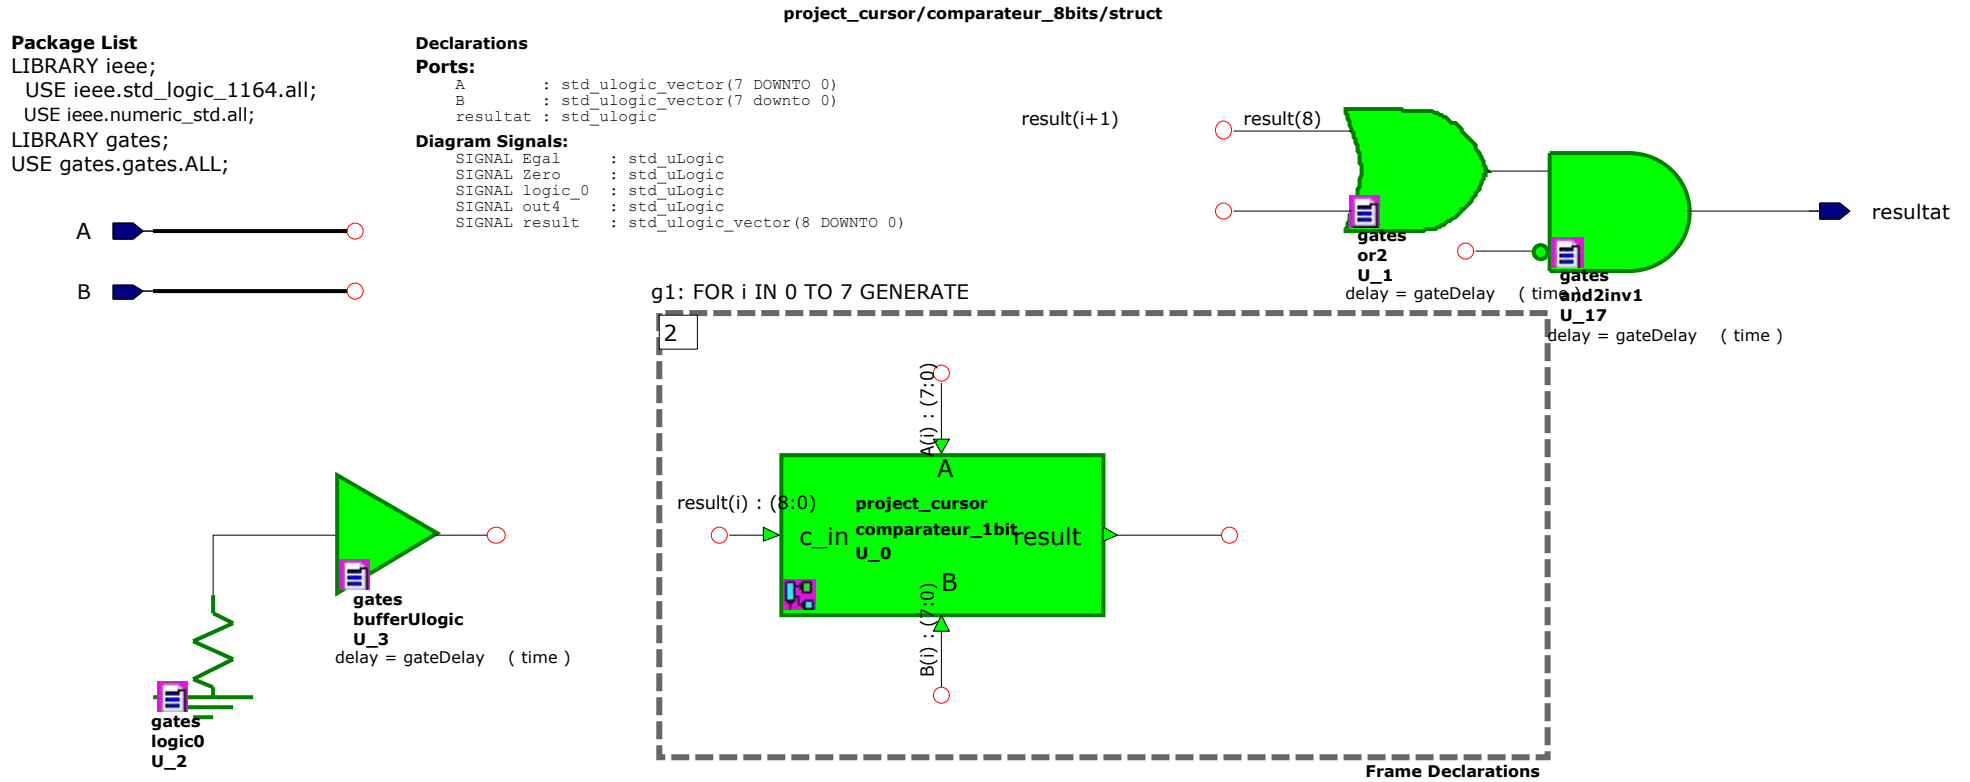 project_cursor/comparateur_8bits/struct
Package List
LIBRARY ieee;
USE ieee.std_logic_1164.all;
USE ieee.numeric_std.all;
LIBRARY gates;
USE gates.gates.ALL;
Declarations
Ports:
A : std_ulogic_vector(7 DOWNTO 0)
B : std_ulogic_vector(7 downto 0)
resultat : std_ulogic
Diagram Signals:
SIGNAL Egal : std_uLogic
SIGNAL Zero : std_uLogic
SIGNAL logic_0 : std_uLogic
SIGNAL out4 : std_uLogic
SIGNAL result : std_ulogic_vector(8 DOWNTO 0)
result(i+1)
result(8)
gates
or2
U_1
delay = gateDelay ( time )
gates
and2inv1
U_17
delay = gateDelay ( time )
resultat
A
B
g1: FOR i IN 0 TO 7 GENERATE
2
A(i) : (7:0)
A
result(i) : (8:0)
project_cursor
comparateur_1bit
U_0
c_in
result
B
B(i) : (7:0)
gates
bufferUlogic
U_3
delay = gateDelay ( time )
gates
logic0
U_2
Frame Declarations